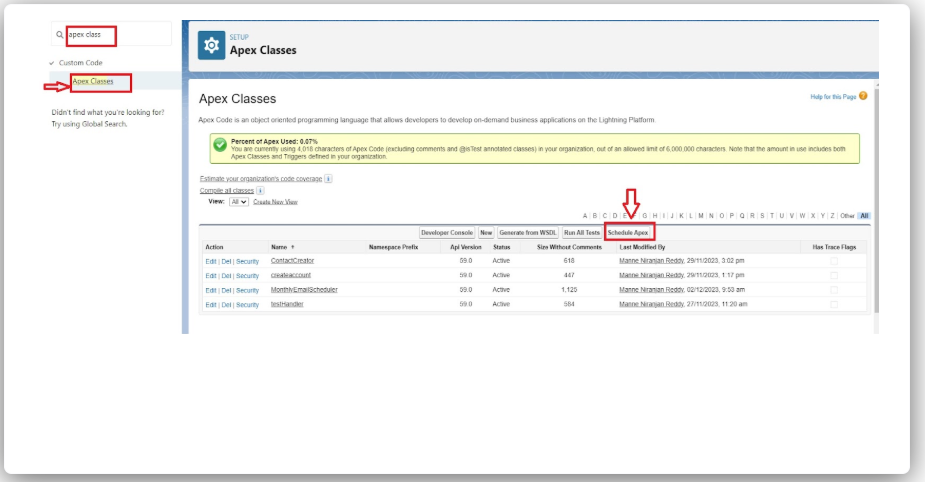 apex class
Custom Code
Apex Classes
Didn't find what you're looking for?
Try using Global Search.
SETUP
Apex Classes
Apex Classes
Help for this Page
Apex Code is an object oriented programming language that allows developers to develop on-demand business applications on the Lightning Platform.
Percent of Apex Used: 0.07%
You are currently using 4,018 characters of Apex Code (excluding comments and @isTest annotated classes) in your organization, out of an allowed limit of 6,000,000 characters. Note that the amount in use includes both
Apex Classes and Triggers defined in your organization.
Estimate your organization's code coverage i
Compile all classes i
View: All Create New View
A | B | C | D | E | F | G | H | I | J | K | L | M | N | O | P | Q | R | S | T | U | V | W | X | Y | Z | Other All
Developer Console New Generate from WSDL Run All Tests Schedule Apex
Action Name ↑ Namespace Prefix Api Version Status Size Without Comments Last Modified By Has Trace Flags
Edit | Del | Security ContactCreator 59.0 Active 618 Manne Niranjan Reddy, 29/11/2023, 3:02 pm
Edit | Del | Security createaccount 59.0 Active 447 Manne Niranjan Reddy, 29/11/2023, 1:17 pm
Edit | Del | Security MonthlyEmailScheduler 59.0 Active 1,125 Manne Niranjan Reddy, 02/12/2023, 9:53 am
Edit | Del | Security testHandler 59.0 Active 584 Manne Niranjan Reddy, 27/11/2023, 11:20 am